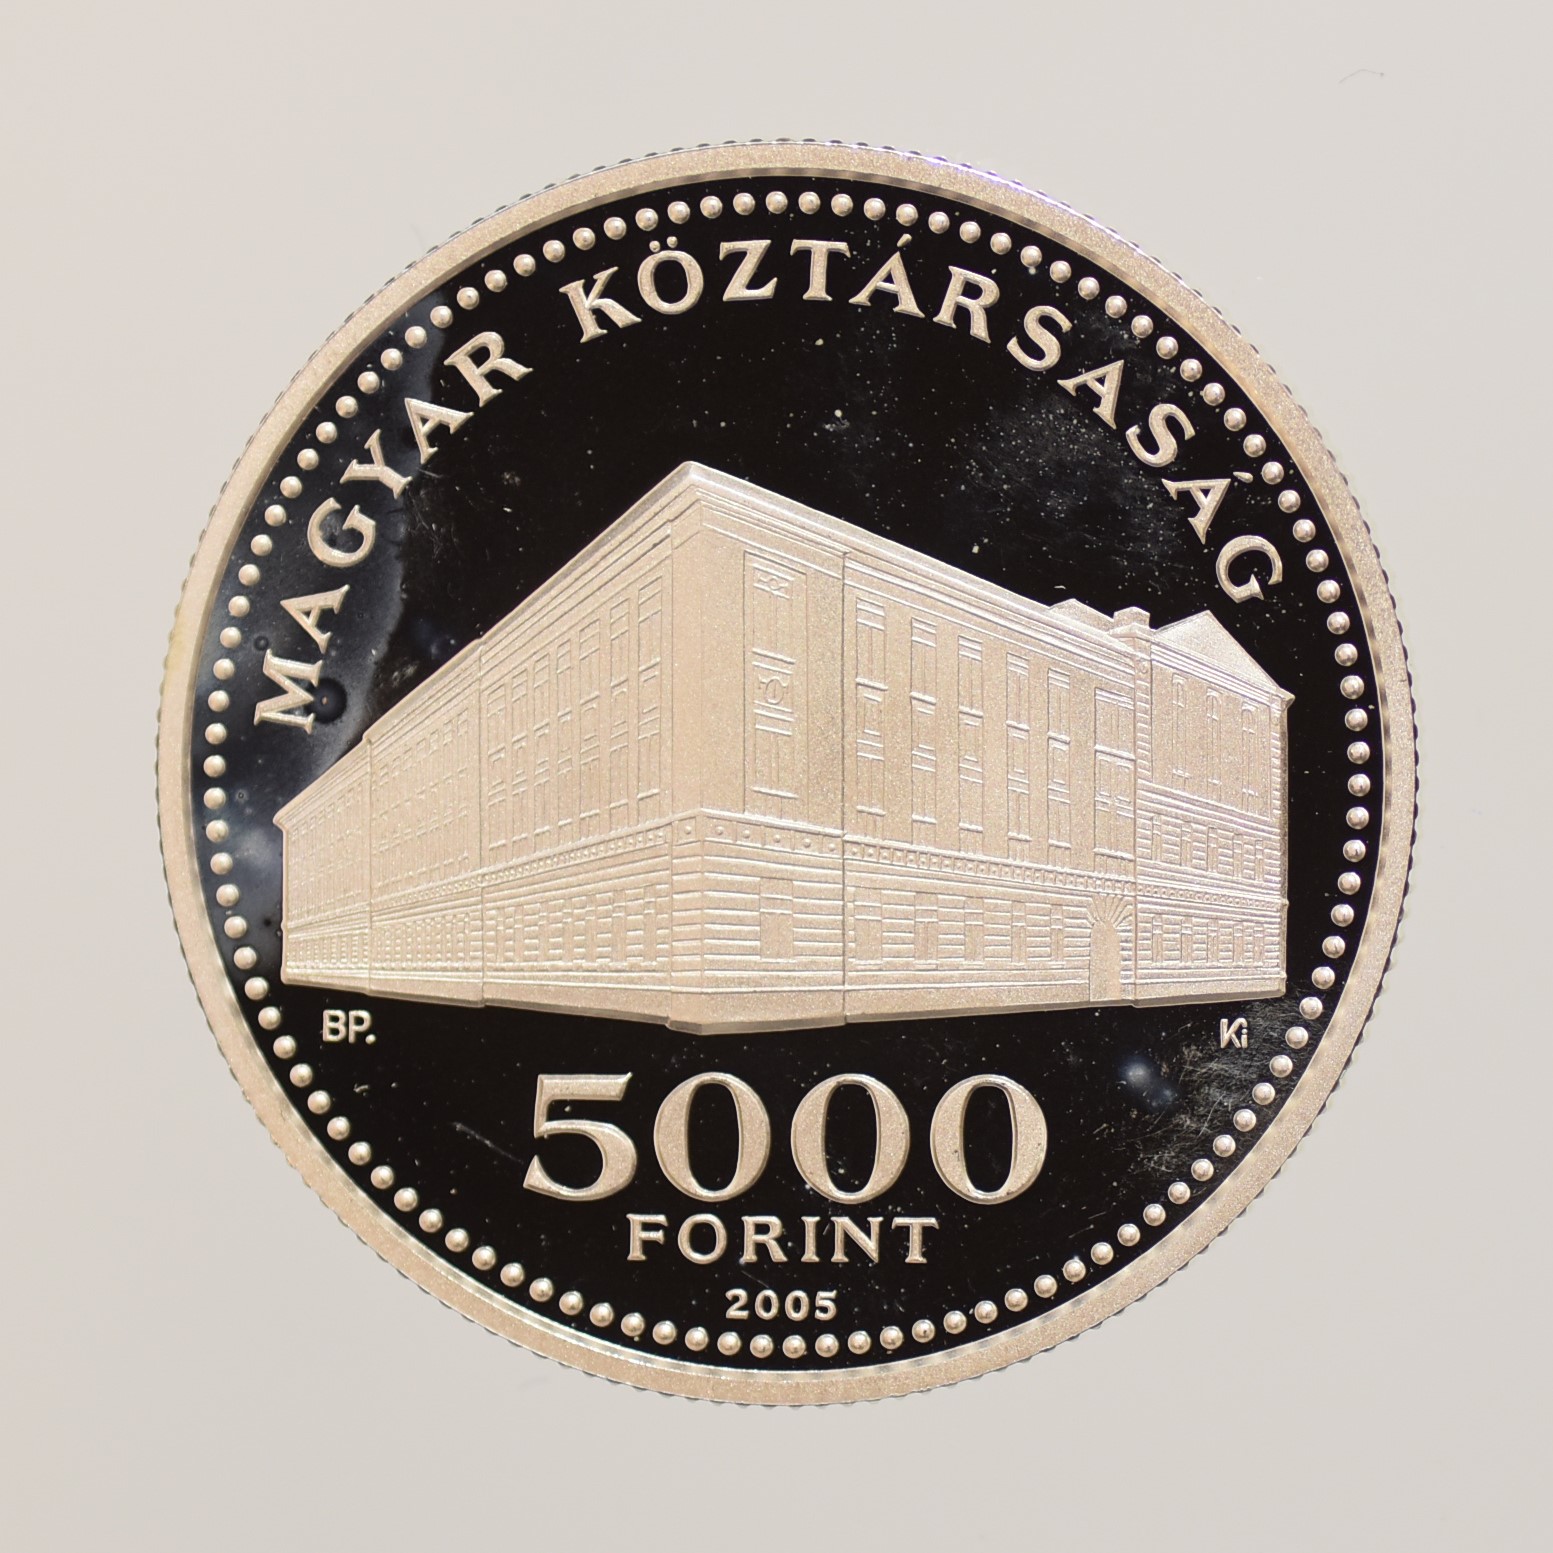 MAGYAR KÖZTÁRSASÁG
BP.
Ki
5000
FORINT
2005